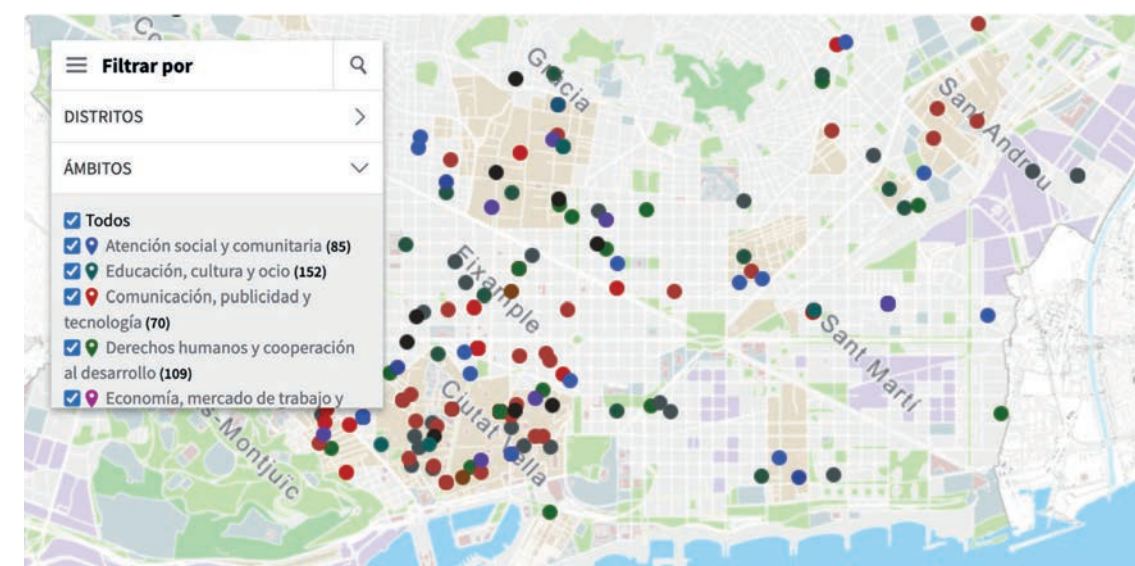 Filtrar por
DISTRITOS
ÁMBITOS
Todos
Atención social y comunitaria (85)
Educación, cultura y ocio (152)
Comunicación, publicidad y
tecnología (70)
Derechos humanos y cooperación
al desarrollo (109)
Economía, mercado de trabajo y
Gràcia
Sant Andreu
Eixample
Sant Martí
Ciutat Vella
s-Montjuïc